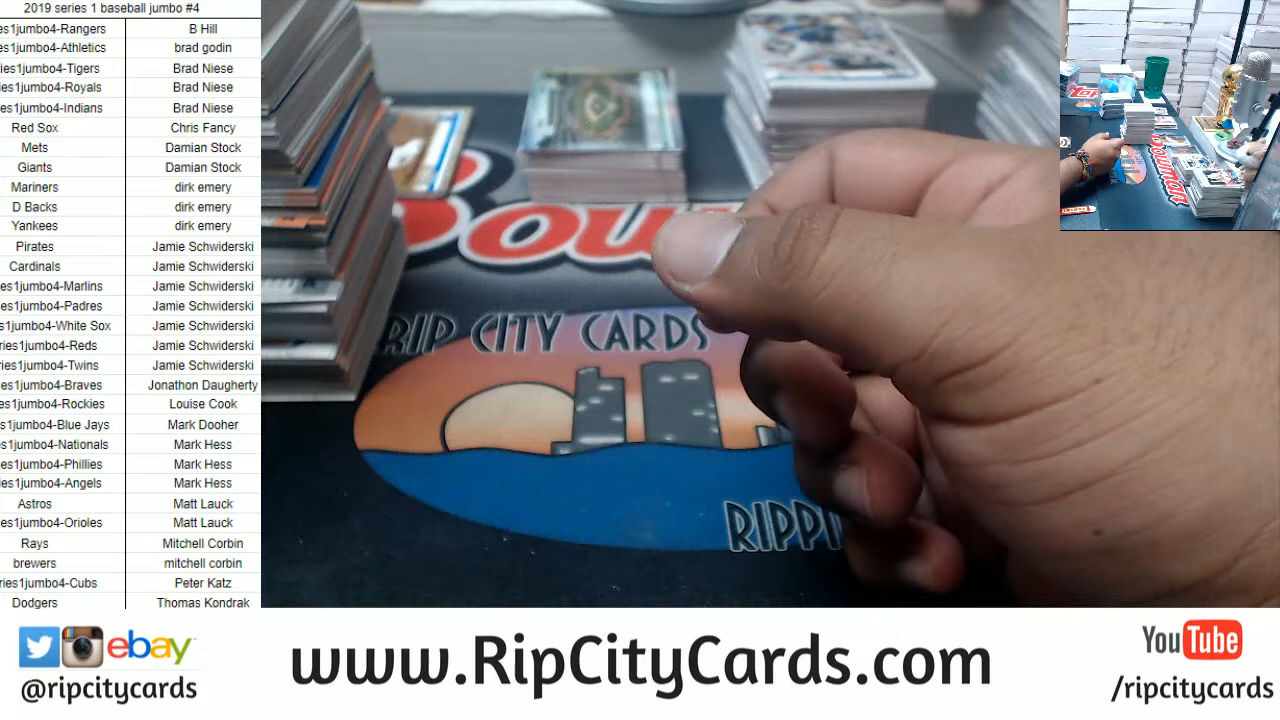 2019 series 1 baseball jumbo #4
es1jumbo4-Rangers B Hill
es1jumbo4-Athletics brad godin
ries1jumbo4-Tigers Brad Niese
ies1jumbo4-Royals Brad Niese
ies1jumbo4-Indians Brad Niese
Red Sox Chris Fancy
Mets Damian Stock
Giants Damian Stock
Mariners dirk emery
D Backs dirk emery
Yankees dirk emery
Pirates Jamie Schwiderski
Cardinals Jamie Schwiderski
es1jumbo4-Marlins Jamie Schwiderski
es1jumbo4-Padres Jamie Schwiderski
s1jumbo4-White Sox Jamie Schwiderski
ries1jumbo4-Reds Jamie Schwiderski
ries1jumbo4-Twins Jamie Schwiderski
es1jumbo4-Braves Jonathon Daugherty
es1jumbo4-Rockies Louise Cook
s1jumbo4-Blue Jays Mark Dooher
es1jumbo4-Nationals Mark Hess
es1jumbo4-Phillies Mark Hess
ies1jumbo4-Angels Mark Hess
Astros Matt Lauck
es1jumbo4-Orioles Matt Lauck
Rays Mitchell Corbin
brewers mitchell corbin
ries1jumbo4-Cubs Peter Katz
Dodgers Thomas Kondrak
RIP CITY CARDS
RIPPI
Bowman
ebay
@ripcitycards
www.RipCityCards.com
YouTube
/ripcitycards